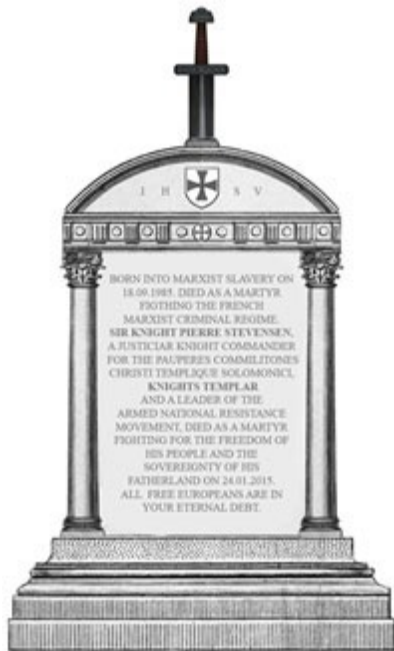 I H S V
BORN INTO MARXIST SLAVERY ON
18.09.1985. DIED AS A MARTYR
FIGTHING THE FRENCH
MARXIST CRIMINAL REGIME.
SIR KNIGHT PIERRE STEVENSEN,
A JUSTICIAR KNIGHT COMMANDER
FOR THE PAUPERES COMMILITONES
CHRISTI TEMPLIQUE SOLOMONICI,
KNIGHTS TEMPLAR
AND A LEADER OF THE
ARMED NATIONAL RESISTANCE
MOVEMENT, DIED AS A MARTYR
FIGHTING FOR THE FREEDOM OF
HIS PEOPLE AND THE
SOVEREIGNTY OF HIS
FATHERLAND ON 24.01.2015.
ALL FREE EUROPEANS ARE IN
YOUR ETERNAL DEBT.